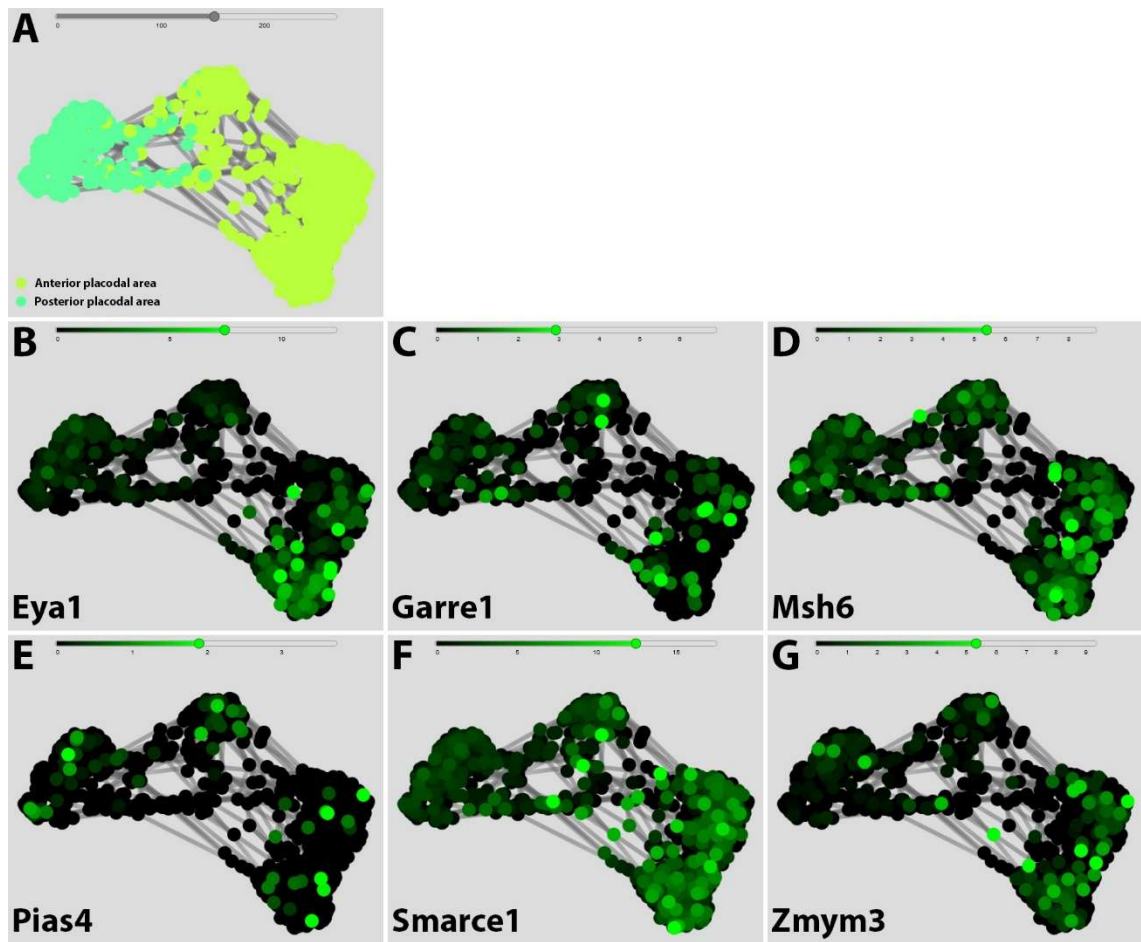 A
0 100 200
Anterior placodal area
Posterior placodal area
B
0 5 10
Eya1
C
0 1 2 3 4 5 6
Garre1
D
0 1 2 3 4 5 6 7 8
Msh6
E
0 1 2 3
Pias4
F
0 5 10 15
Smarce1
G
0 1 2 3 4 5 6 7 8 9
Zmym3